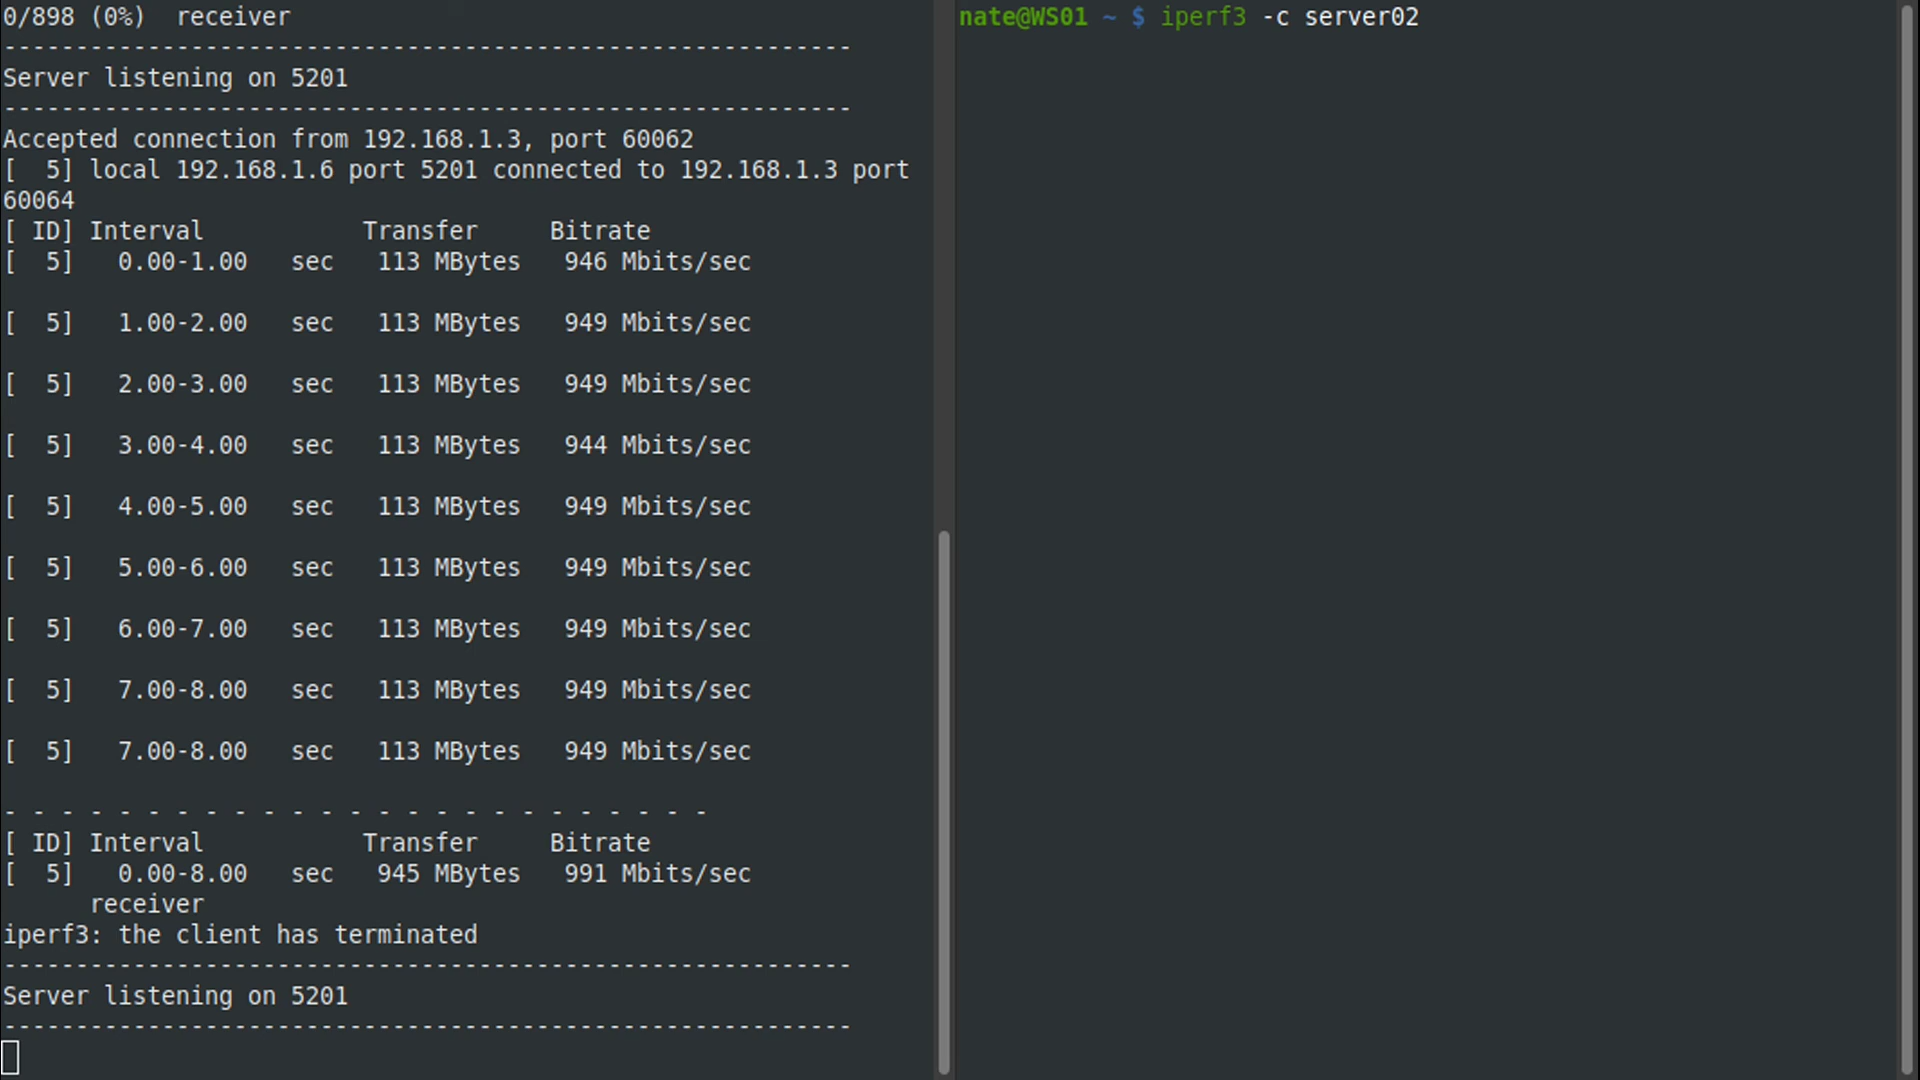 0/898 (0%)  receiver
-----------------------------------------------------------
Server listening on 5201
-----------------------------------------------------------
Accepted connection from 192.168.1.3, port 60062
[  5] local 192.168.1.6 port 5201 connected to 192.168.1.3 port
60064
[ ID] Interval           Transfer     Bitrate
[  5]   0.00-1.00   sec   113 MBytes   946 Mbits/sec
[  5]   1.00-2.00   sec   113 MBytes   949 Mbits/sec
[  5]   2.00-3.00   sec   113 MBytes   949 Mbits/sec
[  5]   3.00-4.00   sec   113 MBytes   944 Mbits/sec
[  5]   4.00-5.00   sec   113 MBytes   949 Mbits/sec
[  5]   5.00-6.00   sec   113 MBytes   949 Mbits/sec
[  5]   6.00-7.00   sec   113 MBytes   949 Mbits/sec
[  5]   7.00-8.00   sec   113 MBytes   949 Mbits/sec
[  5]   7.00-8.00   sec   113 MBytes   949 Mbits/sec
- - - - - - - - - - - - - - - - - - - - - - - - -
[ ID] Interval           Transfer     Bitrate
[  5]   0.00-8.00   sec   945 MBytes   991 Mbits/sec
      receiver
iperf3: the client has terminated
-----------------------------------------------------------
Server listening on 5201
-----------------------------------------------------------
nate@WS01 ~ $ iperf3 -c server02